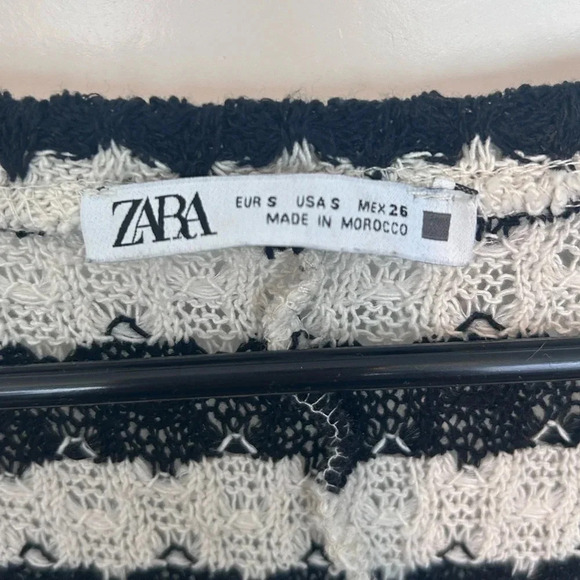 ZARA
EUR S USA S MEX 26
MADE IN MOROCCO